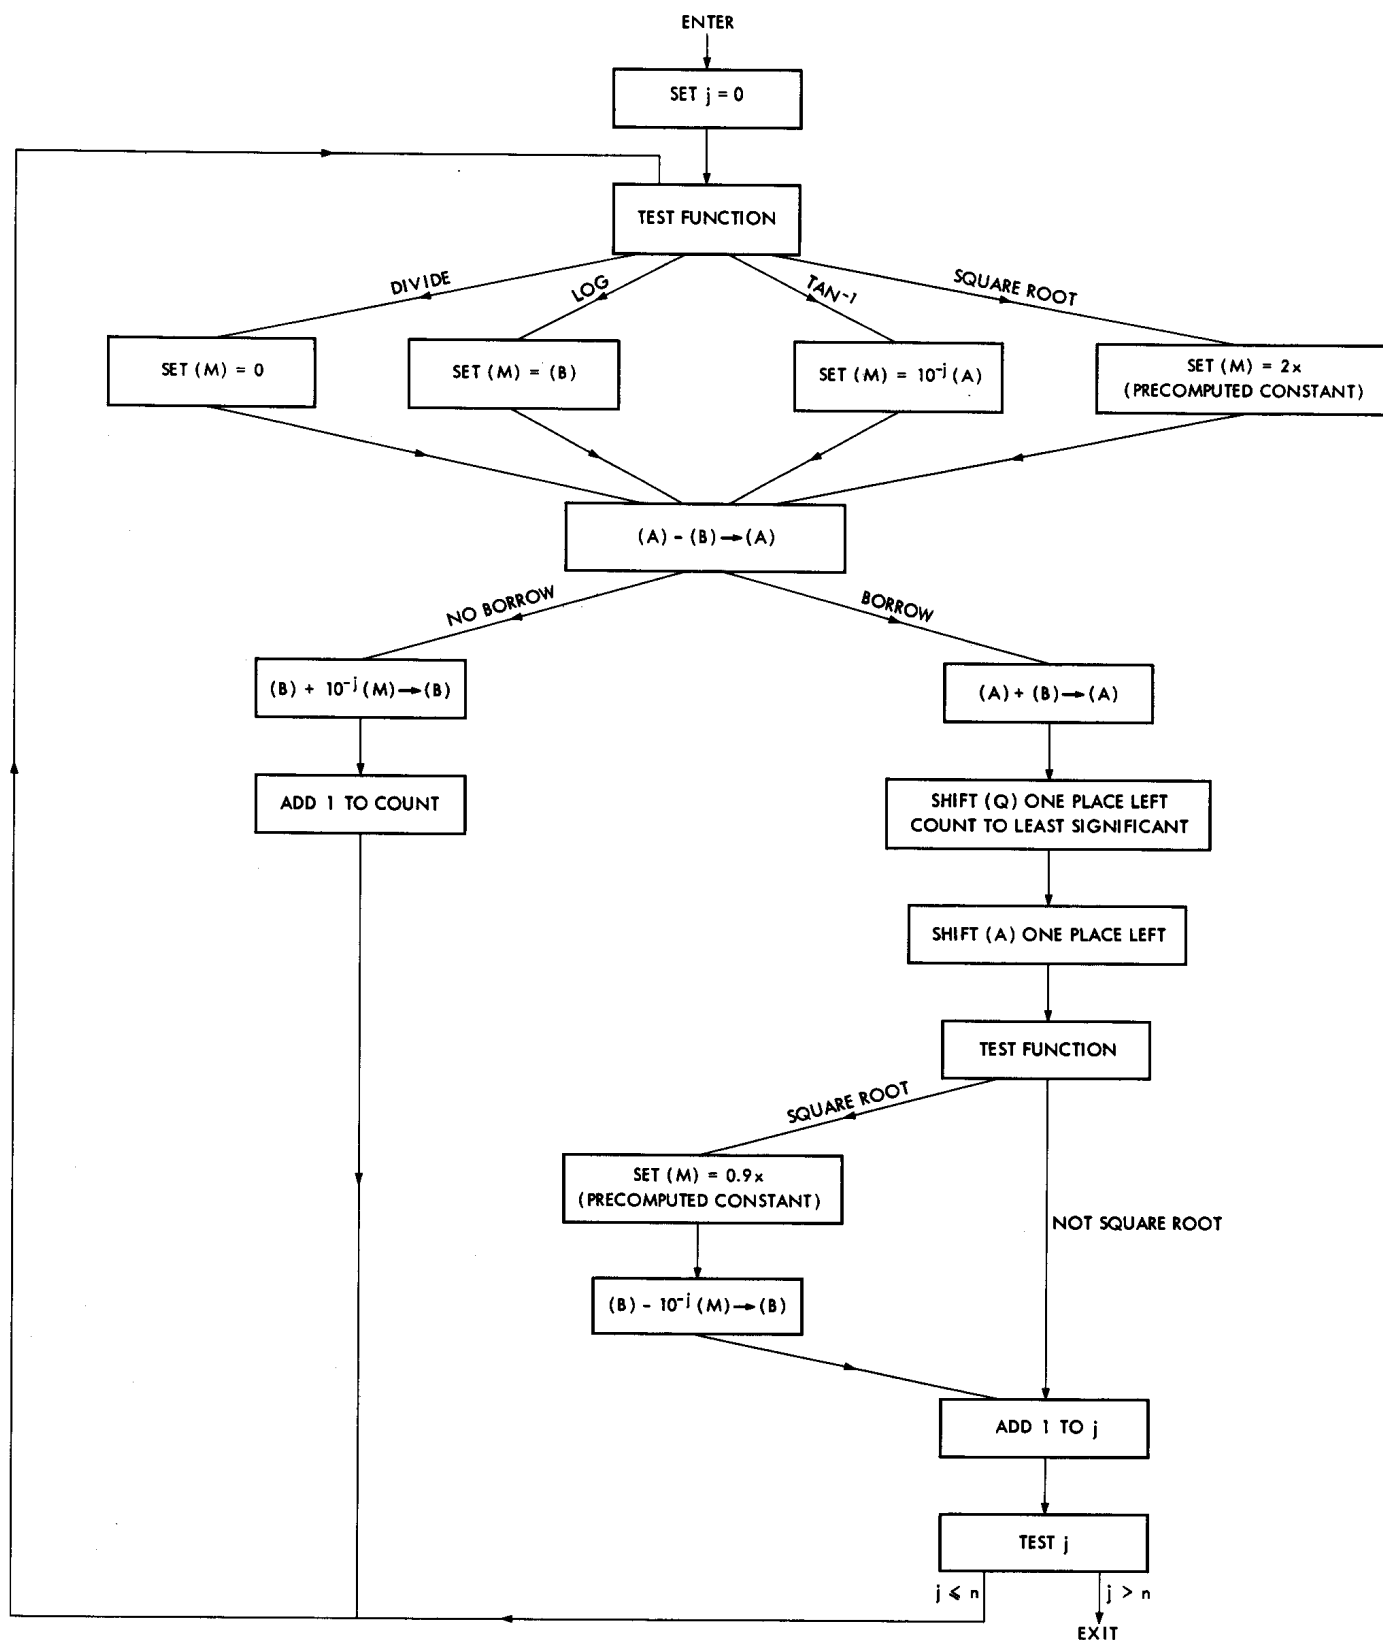 ENTER
SET j = 0
TEST FUNCTION
DIVIDE
LOG
TAN⁻¹
SQUARE ROOT
SET (M) = 0
SET (M) = (B)
SET (M) = 10⁻ʲ (A)
SET (M) = 2x
(PRECOMPUTED CONSTANT)
(A) - (B) → (A)
NO BORROW
BORROW
(B) + 10⁻ʲ (M) → (B)
(A) + (B) → (A)
ADD 1 TO COUNT
SHIFT (Q) ONE PLACE LEFT
COUNT TO LEAST SIGNIFICANT
SHIFT (A) ONE PLACE LEFT
TEST FUNCTION
SQUARE ROOT
SET (M) = 0.9x
(PRECOMPUTED CONSTANT)
NOT SQUARE ROOT
(B) - 10⁻ʲ (M) → (B)
ADD 1 TO j
TEST j
j ⩽ n
j > n
EXIT